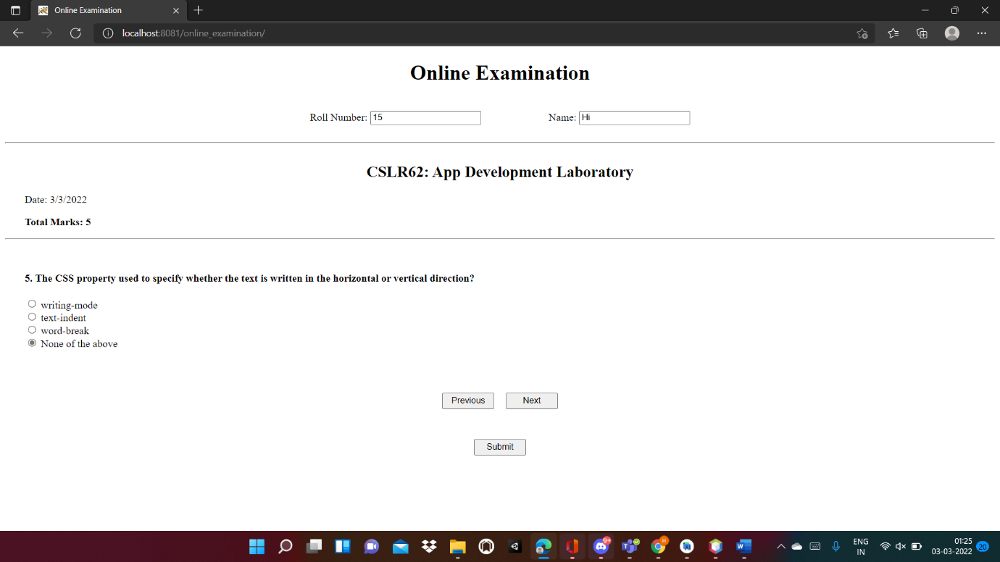 Online Examination
localhost:8081/online_examination/
Online Examination
Roll Number: 15 Name: Hi
CSLR62: App Development Laboratory
Date: 3/3/2022
Total Marks: 5
5. The CSS property used to specify whether the text is written in the horizontal or vertical direction?
writing-mode
text-indent
word-break
None of the above
Previous Next
Submit
9+ H
ENG 01:25
IN 03-03-2022 20